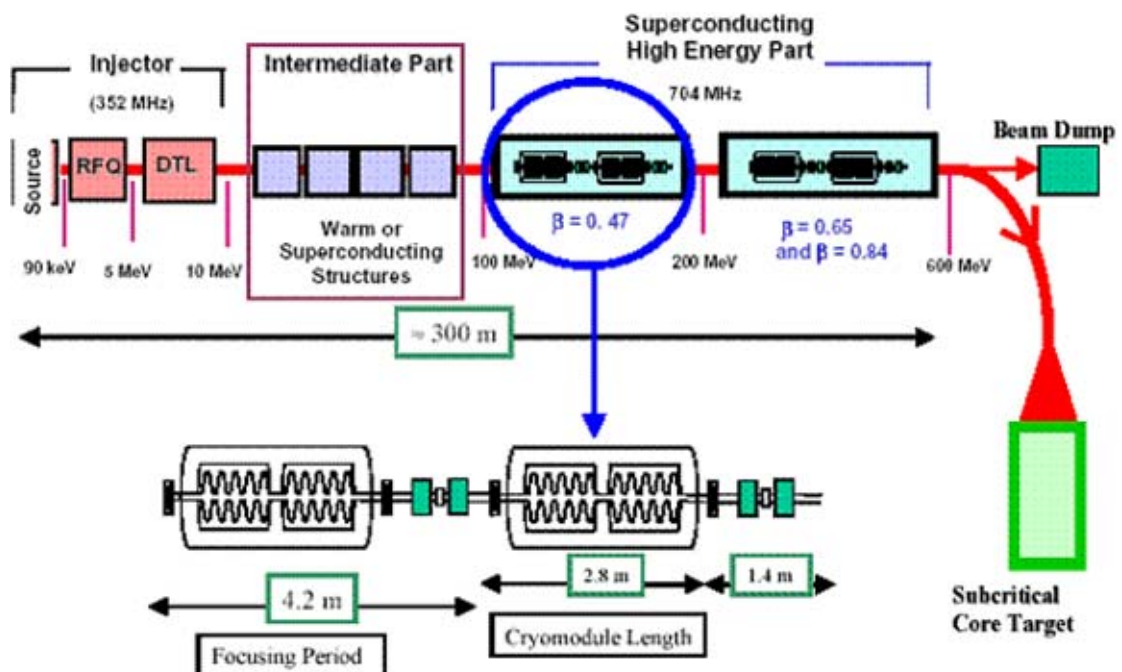 Superconducting
High Energy Part
Injector
(352 MHz)
Intermediate Part
704 MHz
Beam Dump
Source
RFQ
DTL
β = 0. 47
β = 0.65
and β = 0.84
Warm or
Superconducting
Structures
90 keV
5 MeV
10 MeV
100 MeV
200 MeV
600 MeV
≈ 300 m
2.8 m
1.4 m
4.2 m
Cryomodule Length
Focusing Period
Subcritical
Core Target